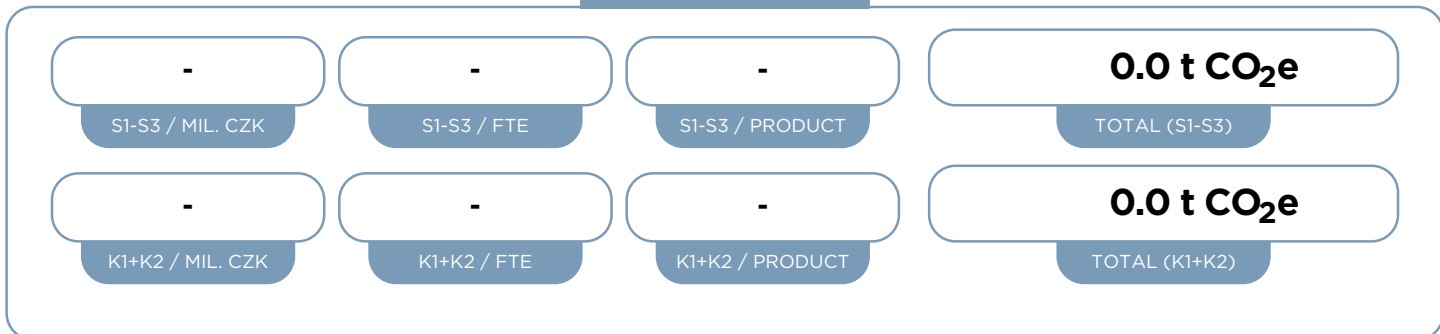 - - - 0.0 t CO₂e
S1-S3 / MIL. CZK S1-S3 / FTE S1-S3 / PRODUCT TOTAL (S1-S3)
- - - 0.0 t CO₂e
K1+K2 / MIL. CZK K1+K2 / FTE K1+K2 / PRODUCT TOTAL (K1+K2)